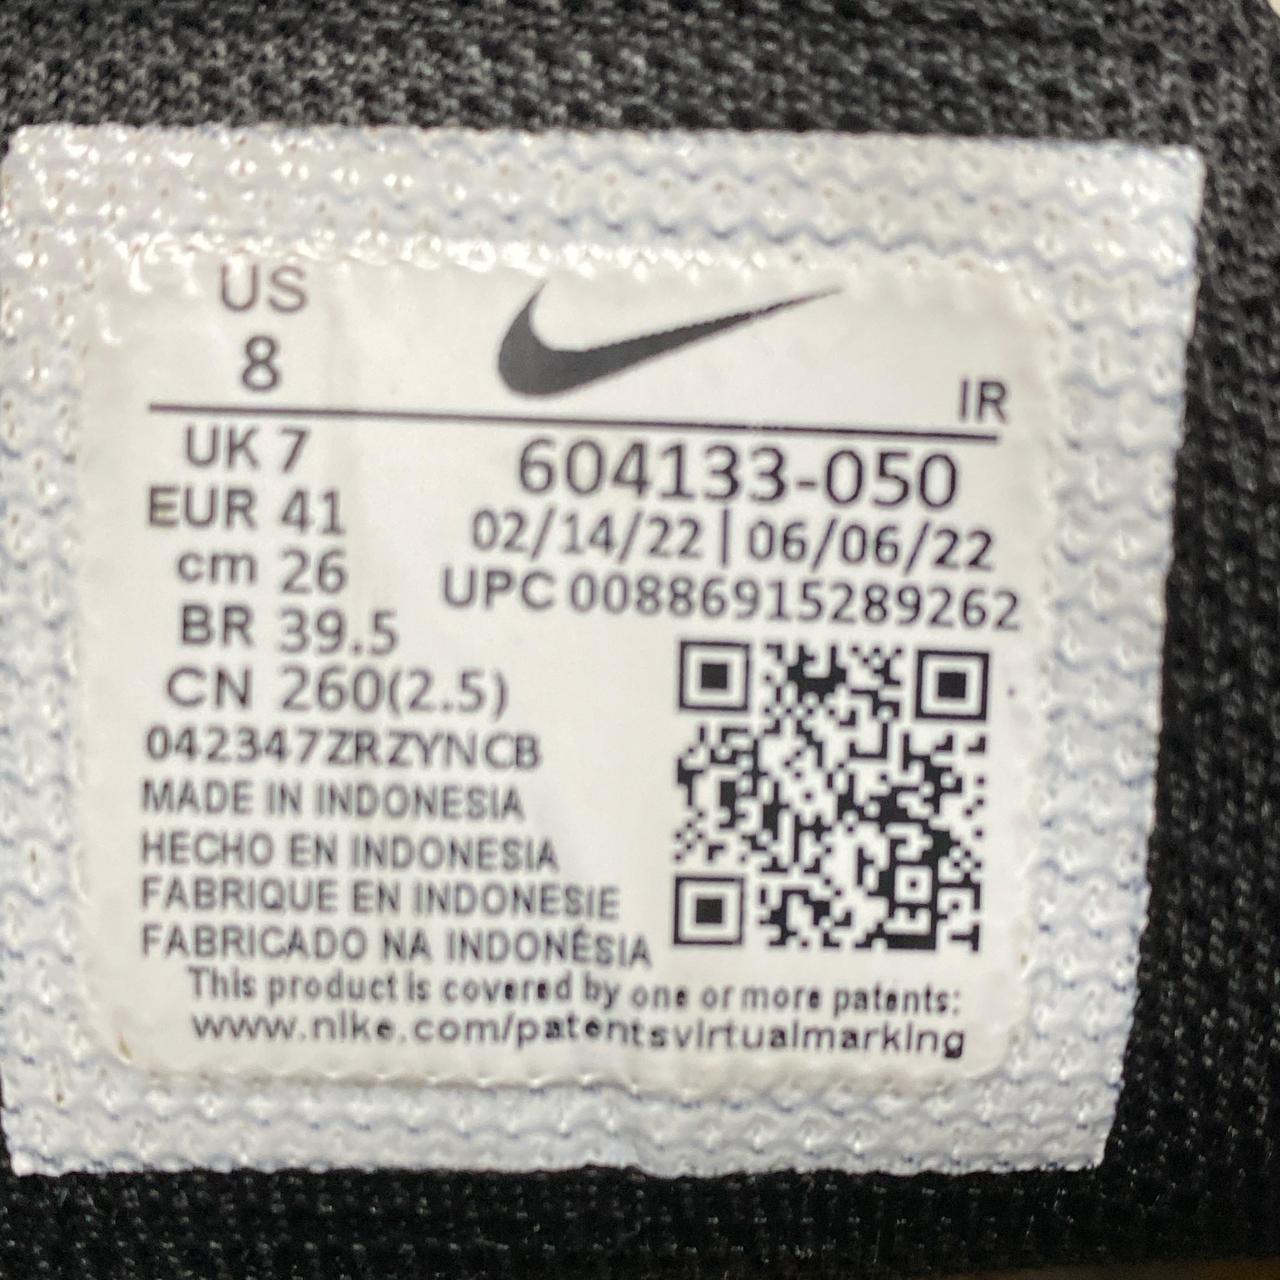 US
8
IR
UK 7
EUR 41
cm 26
BR 39.5
CN 260(2.5)
604133-050
02/14/22 | 06/06/22
UPC 00886915289262
042347ZRZYNCB
MADE IN INDONESIA
HECHO EN INDONESIA
FABRIQUE EN INDONESIE
FABRICADO NA INDONÉSIA
This product is covered by one or more patents:
www.nike.com/patentsvirtualmarking